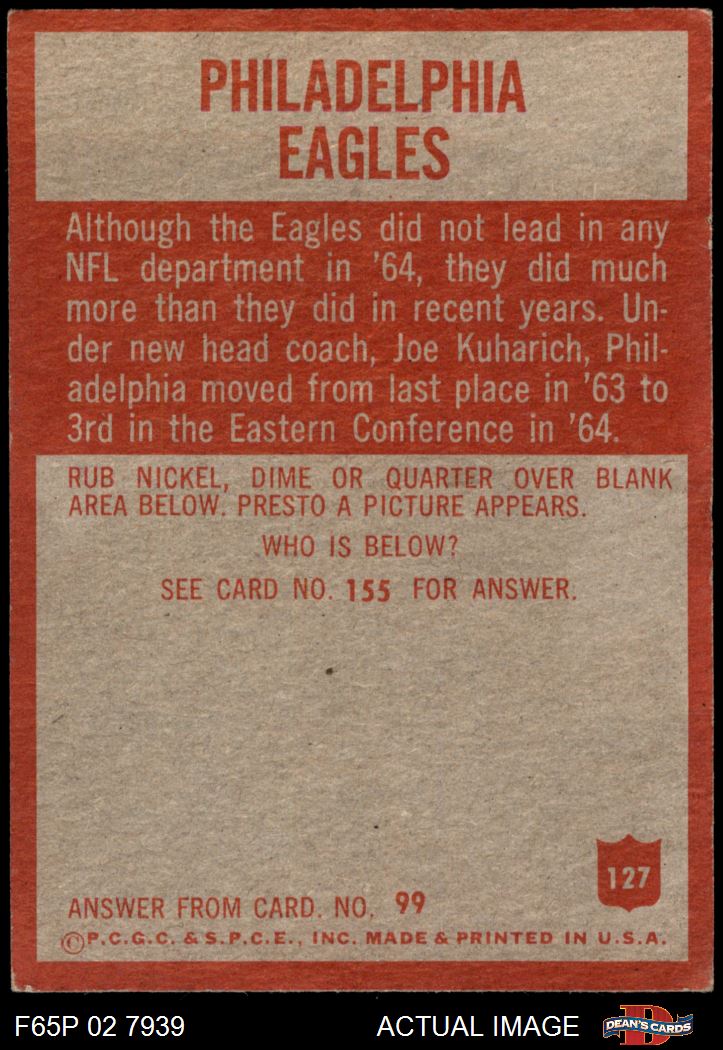 PHILADELPHIA
EAGLES
Although the Eagles did not lead in any
NFL department in '64, they did much
more than they did in recent years. Un-
der new head coach, Joe Kuharich, Phil-
adelphia moved from last place in '63 to
3rd in the Eastern Conference in '64.
RUB NICKEL, DIME OR QUARTER OVER BLANK
AREA BELOW. PRESTO A PICTURE APPEARS.
WHO IS BELOW?
SEE CARD NO. 155 FOR ANSWER.
127
ANSWER FROM CARD. NO. 99
©P.C.G.C. & S.P.C.E., INC. MADE & PRINTED IN U.S.A.
F65P 02 7939
ACTUAL IMAGE
D
DEAN'S CARDS